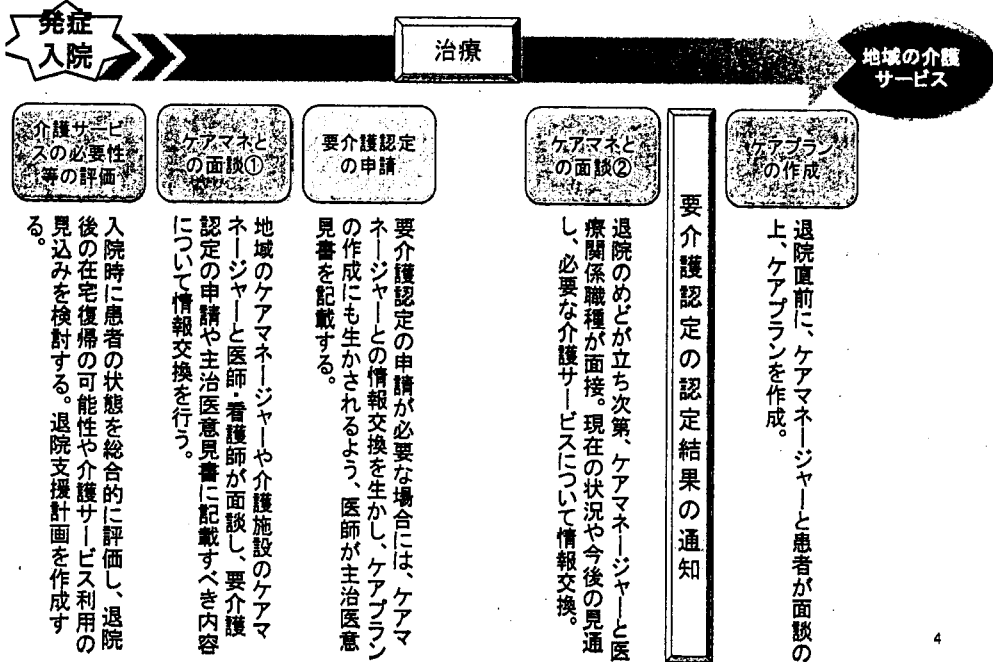 発症
入院
治療
地域の介護
サービス
介護サービ
スの必要性
等の評価
入院時に患者の状態を総合的に評価し、退院
後の在宅復帰の可能性や介護サービス利用の
見込みを検討する。退院支援計画を作成す
る。
ケアマネと
の面談①
地域のケアマネージャーや介護施設のケアマ
ネージャーと医師・看護師が面談し、要介護
認定の申請や主治医意見書に記載すべき内容
について情報交換を行う。
要介護認定
の申請
要介護認定の申請が必要な場合には、ケアマ
ネージャーとの情報交換を生かし、ケアプラン
の作成にも生かされるよう、医師が主治医意
見書を記載する。
ケアマネと
の面談②
退院のめどが立ち次第、ケアマネージャーと医
療関係職種が面接。現在の状況や今後の見通
し、必要な介護サービスについて情報交換。
要介護認定の認定結果の通知
ケアプラン
の作成
退院直前に、ケアマネージャーと患者が面談の
上、ケアプランを作成。
4